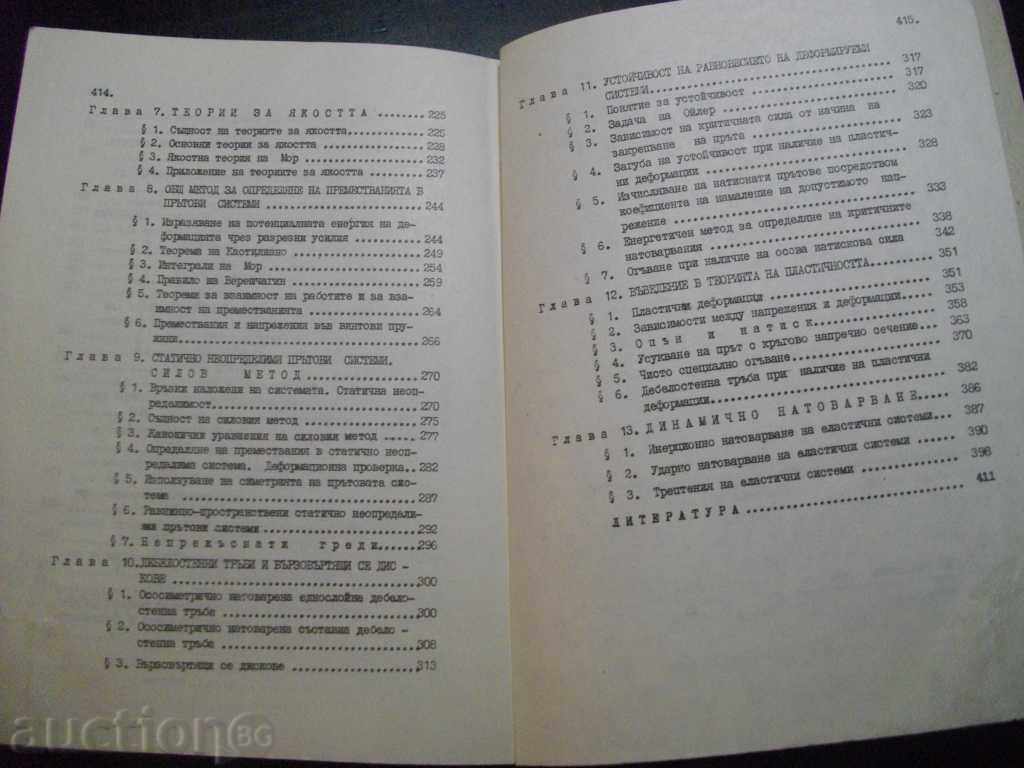 414.
Глава 7. ТЕОРИИ ЗА ЯКОСТТА 225
§ 1. Същност на теориите за якостта 225
§ 2. Основни теории за якостта 228
§ 3. Якостна теория на Мор 232
§ 4. Приложение на теориите за якостта 237
Глава 8. ОБЩ МЕТОД ЗА ОПРЕДЕЛЯНЕ НА ПРЕМЕСТВАНИЯТА В
ПРЪТОВИ СИСТЕМИ 244
§ 1. Изразяване на потенциалната енергия на де-
формацията чрез разрезни усилия 244
§ 2. Теорема на Кастилиано 249
§ 3. Интеграли на Мор 254
§ 4. Правило на Верешчагин 259
§ 5. Теореми за взаимност на работите и за вза-
имност на преместванията 264
§ 6. Премествания и напрежения във винтови пру-
жини 266
Глава 9. СТАТИЧНО НЕОПРЕДЕЛИМИ ПРЪТОВИ СИСТЕМИ.
СИЛОВ МЕТОД 270
§ 1. Връзки наложени на системата. Статична неоп-
ределимост 270
§ 2. Същност на силовия метод 275
§ 3. Канонични уравнения на силовия метод 277
§ 4. Определяне на премествания в статично неоп-
ределима система. Деформационна проверка 282
§ 5. Използуване на симетрията на прътовата сис-
тема 287
§ 6. Равнинно-пространствени статично неопредели-
ми прътови системи 292
§ 7. Непрекъснати греди 296
Глава 10. ДЕБЕЛОСТЕННИ ТРЪБИ И БЪРЗОВЪРТЯЩИ СЕ ДИС -
КОВЕ 300
§ 1. Ососиметрично натоварена еднослойна дебело-
стенна тръба 300
§ 2. Ососиметрично натоварена съставна дебело -
стенна тръба 308
§ 3. Бързовъртящи се дискове 313
415.
Глава 11. УСТОЙЧИВОСТ НА РАВНОВЕСИЕТО НА ДЕФОРМИРУЕМИ
СИСТЕМИ 317
§ 1. Понятие за устойчивост 317
§ 2. Задача на Ойлер 320
§ 3. Зависимост на критичната сила от начина на
закрепване на пръта 323
§ 4. Загуба на устойчивост при наличие на пластич-
ни деформации 328
§ 5. Изчисляване на натиснати прътове посредством
коефициента на намаление на допустимото нап-
режение 333
§ 6. Енергетичен метод за определяне на критичните
натоварвания 338
§ 7. Огъване при наличие на осова натискова сила 342
Глава 12. ВЪВЕДЕНИЕ В ТЕОРИЯТА НА ПЛАСТИЧНОСТТА 351
§ 1. Пластични деформации 351
§ 2. Зависимости между напрежения и деформации 353
§ 3. Опън и натиск 358
§ 4. Усукване на прът с кръгово напречно сечение 363
§ 5. Чисто специално огъване 370
§ 6. Дебелостенна тръба при наличие на пластични
деформации 382
Глава 13. ДИНАМИЧНО НАТОВАРВАНЕ 386
§ 1. Инерционно натоварване на еластични системи 387
§ 2. Ударно натоварване на еластични системи 390
§ 3. Трептения на еластични системи 398
ЛИТЕРАТУРА 411
auctionBG